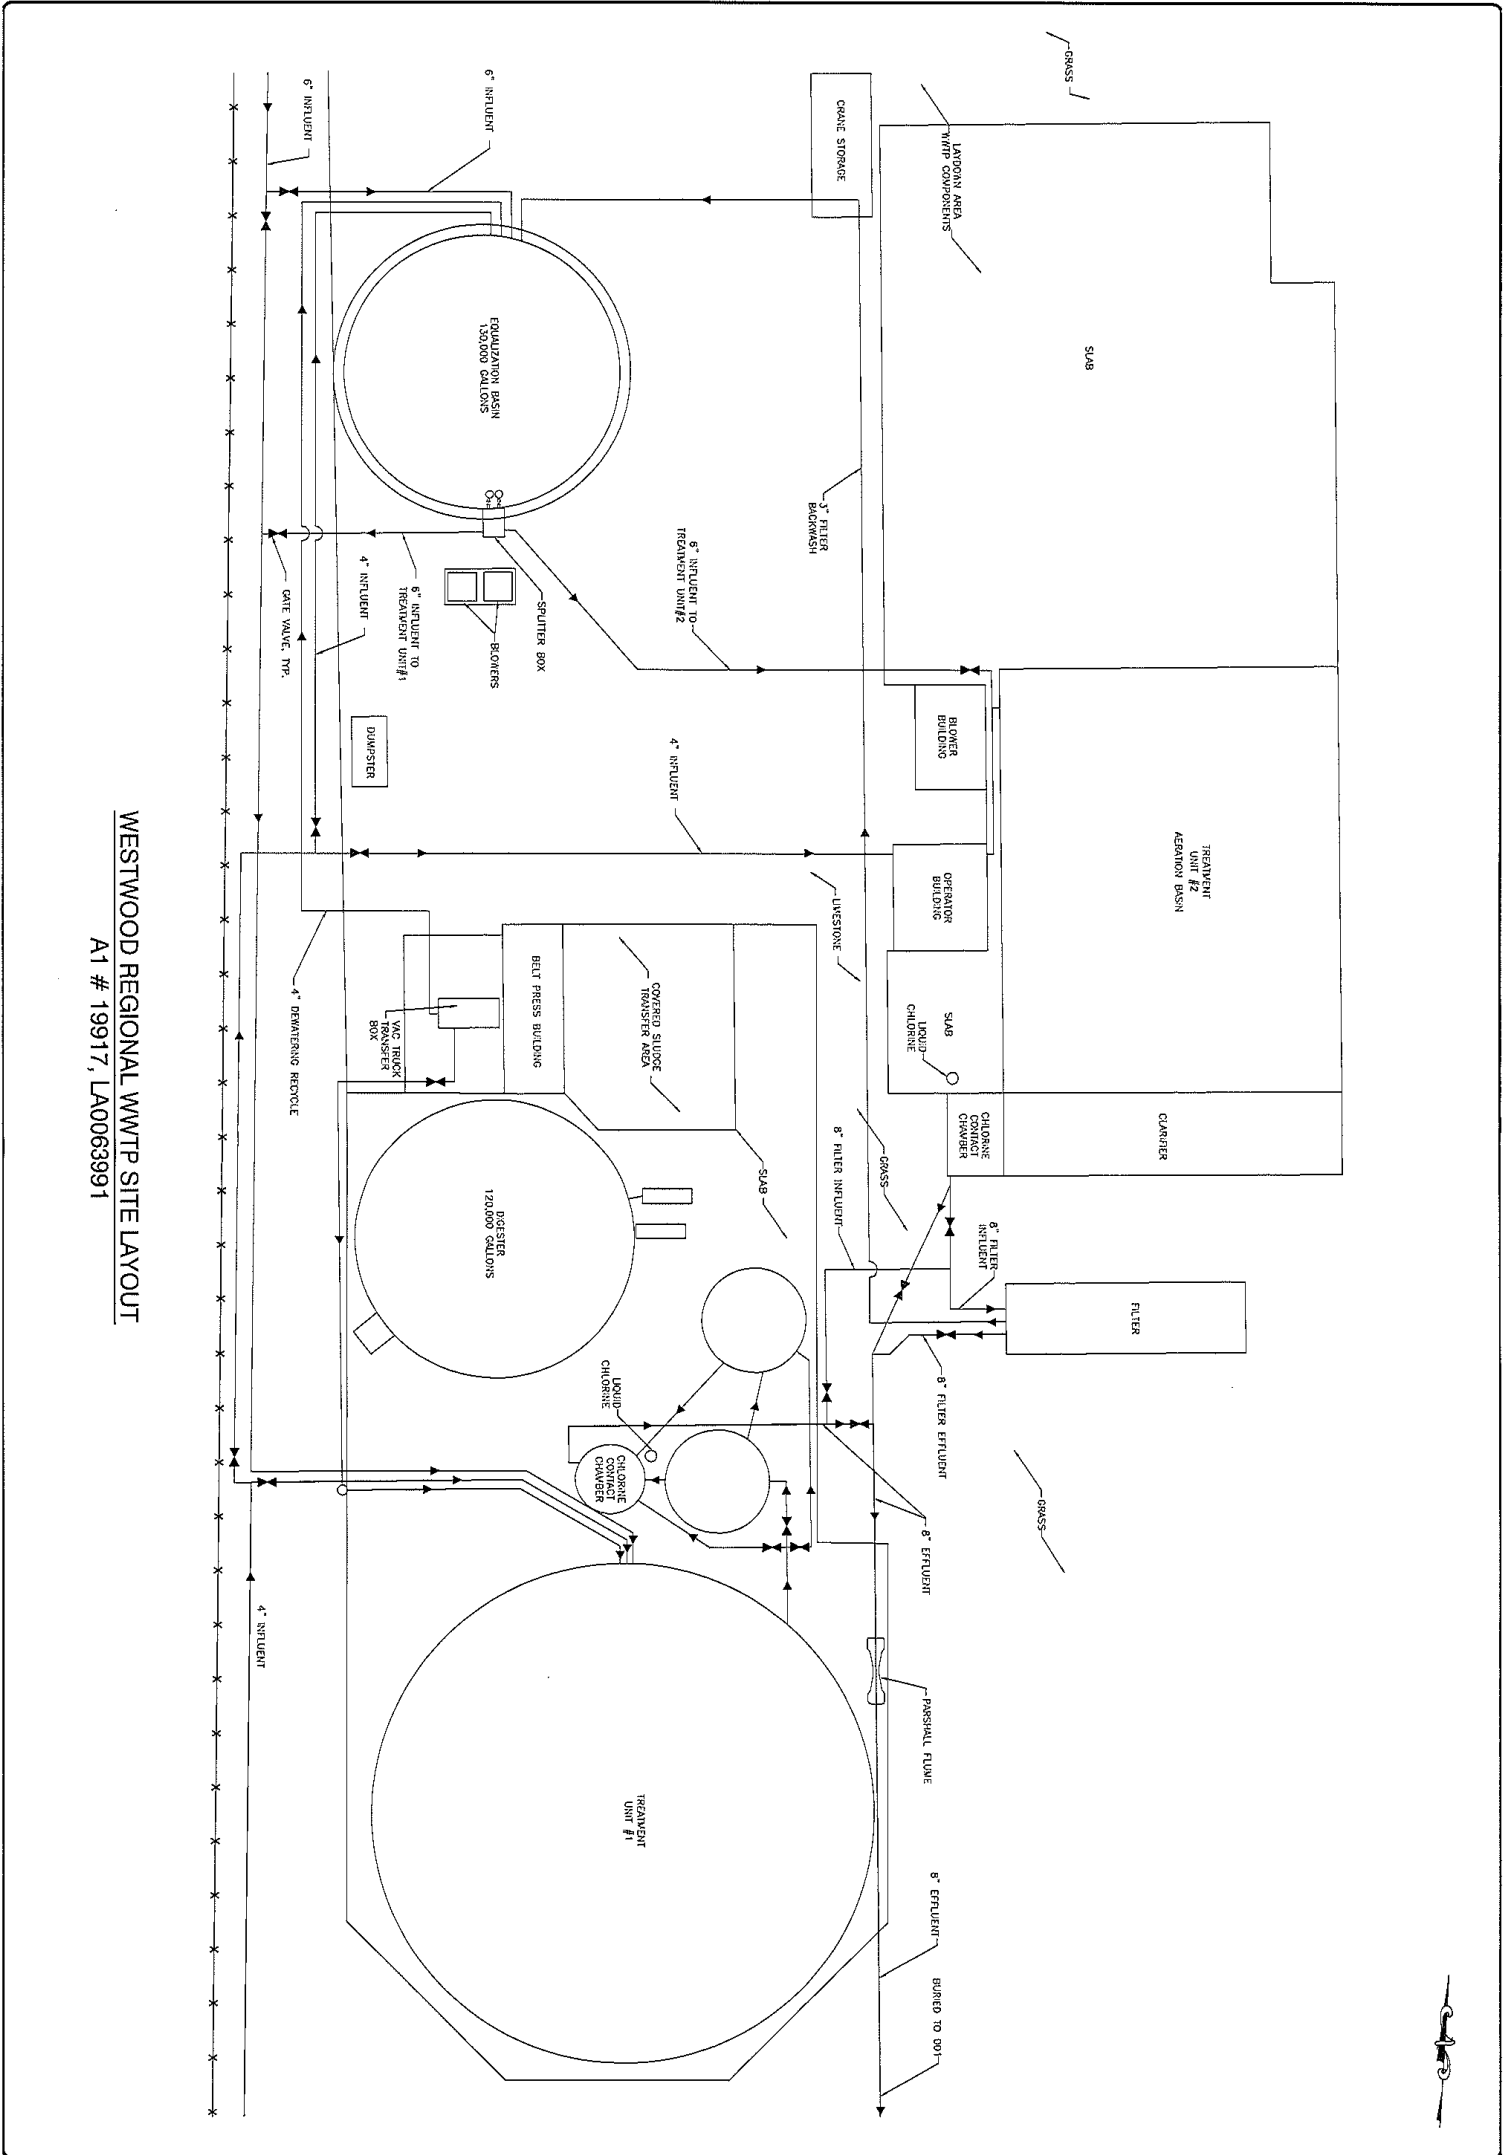 GRASS
LAYDOWN AREA
WWTP COMPONENTS
CRANE STORAGE
SLAB
6" INFLUENT
6" INFLUENT
EQUALIZATION BASIN
130,000 GALLONS
3" FILTER
BACKWASH
6" INFLUENT TO
TREATMENT UNIT#2
SPLITTER BOX
BLOWERS
6" INFLUENT TO
TREATMENT UNIT#1
4" INFLUENT
GATE VALVE, TYP.
DUMPSTER
4" INFLUENT
BLOWER
BUILDING
TREATMENT
UNIT #2
AERATION BASIN
OPERATOR
BUILDING
LIMESTONE
SLAB
LIQUID
CHLORINE
COVERED SLUDGE
TRANSFER AREA
BELT PRESS BUILDING
VAC TRUCK
TRANSFER
BOX
4" DEWATERING RECYCLE
CLARIFIER
CHLORINE
CONTACT
CHAMBER
GRASS
8" FILTER INFLUENT
SLAB
DIGESTER
120,000 GALLONS
8" FILTER
INFLUENT
FILTER
8" FILTER EFFLUENT
LIQUID
CHLORINE
CHLORINE
CONTACT
CHAMBER
GRASS
8" EFFLUENT
4" INFLUENT
PARSHALL FLUME
TREATMENT
UNIT #1
8" EFFLUENT
BURIED TO 001
WESTWOOD REGIONAL WWTP SITE LAYOUT
A1 # 19917, LA0063991